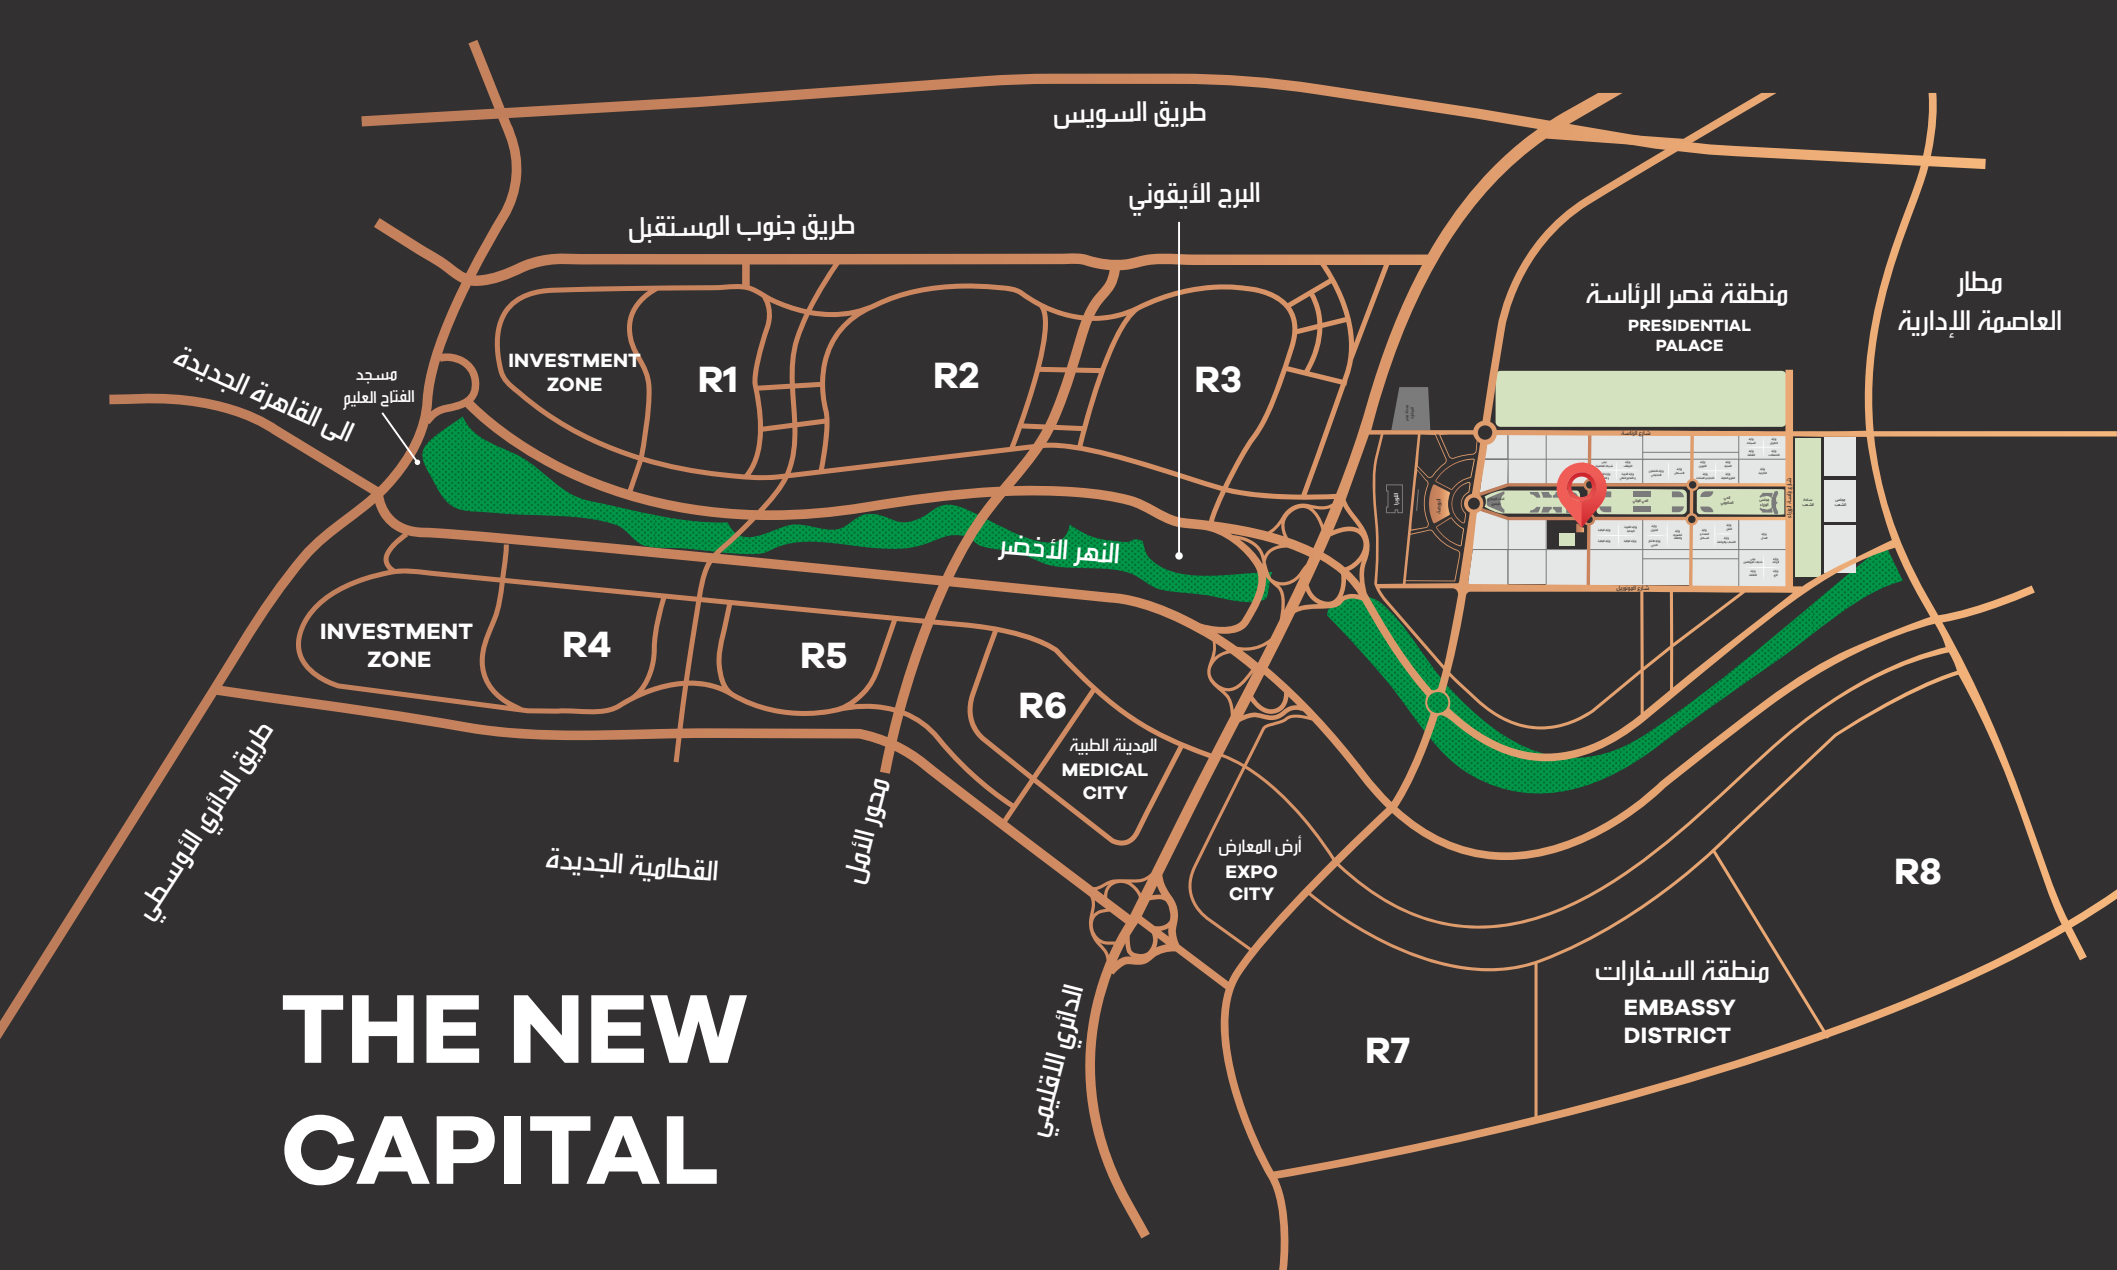 طريق السويس
البرج الأيقوني
طريق جنوب المستقبل
منطقة قصر الرئاسة
PRESIDENTIAL
PALACE
مطار
العاصمة الإدارية
الى القاهرة الجديدة
مسجد
الفتاح العليم
INVESTMENT
ZONE
R1
R2
R3
شارع الرئاسة
النهر الأخضر
INVESTMENT
ZONE
R4
R5
R6
المدينة الطبية
MEDICAL
CITY
طريق الدائري الأوسطي
محور الأمل
القطامية الجديدة
أرض المعارض
EXPO
CITY
R8
منطقة السفارات
EMBASSY
DISTRICT
R7
الدائري الاقليمي
THE NEW
CAPITAL